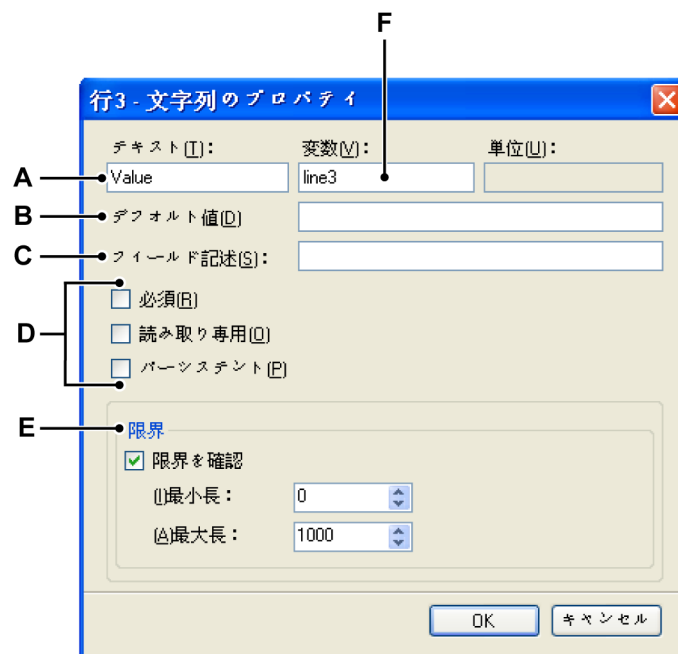 F
行3 - 文字列のプロパティ
テキスト(T): 変数(V): 単位(U):
A Value line3
B デフォルト値(D)
C フィールド記述(S):
必須(R)
D 読み取り専用(O)
パーシステント(P)
E 限界
限界を確認
(I)最小長: 0
(A)最大長: 1000
OK キャンセル